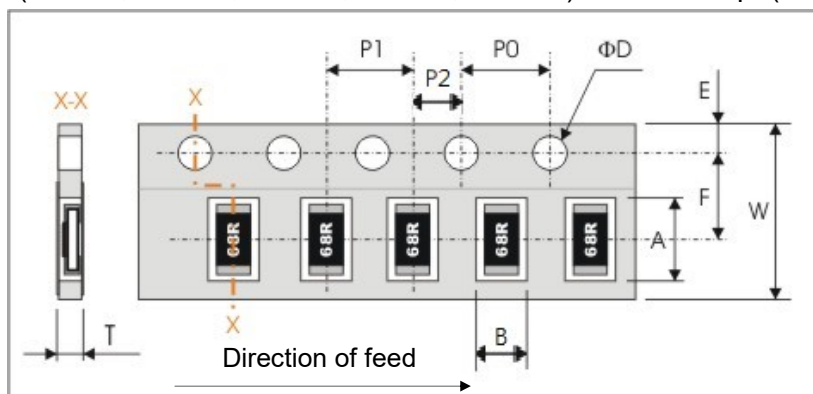 P1
P0
ΦD
P2
E
X-X
X
F
W
68R
68R
68R
68R
68R
A
X
T
B
Direction of feed